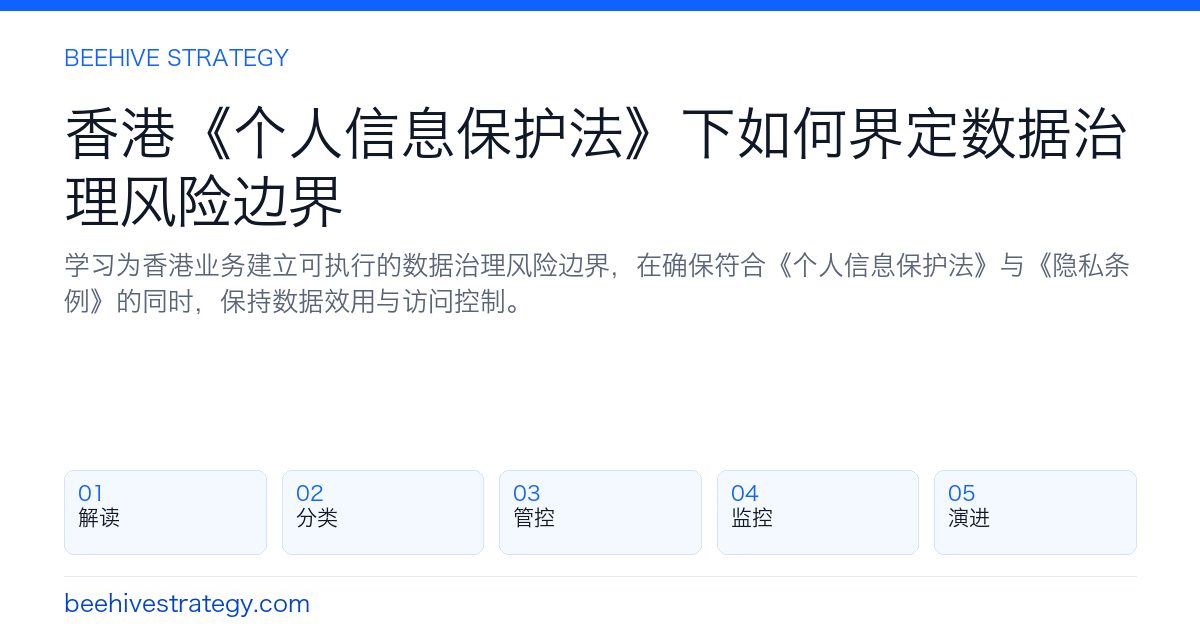 BEEHIVE STRATEGY
香港《个人信息保护法》下如何界定数据治
理风险边界
学习为香港业务建立可执行的数据治理风险边界，在确保符合《个人信息保护法》与《隐私条
例》的同时，保持数据效用与访问控制。
01
解读
02
分类
03
管控
04
监控
05
演进
beehivestrategy.com